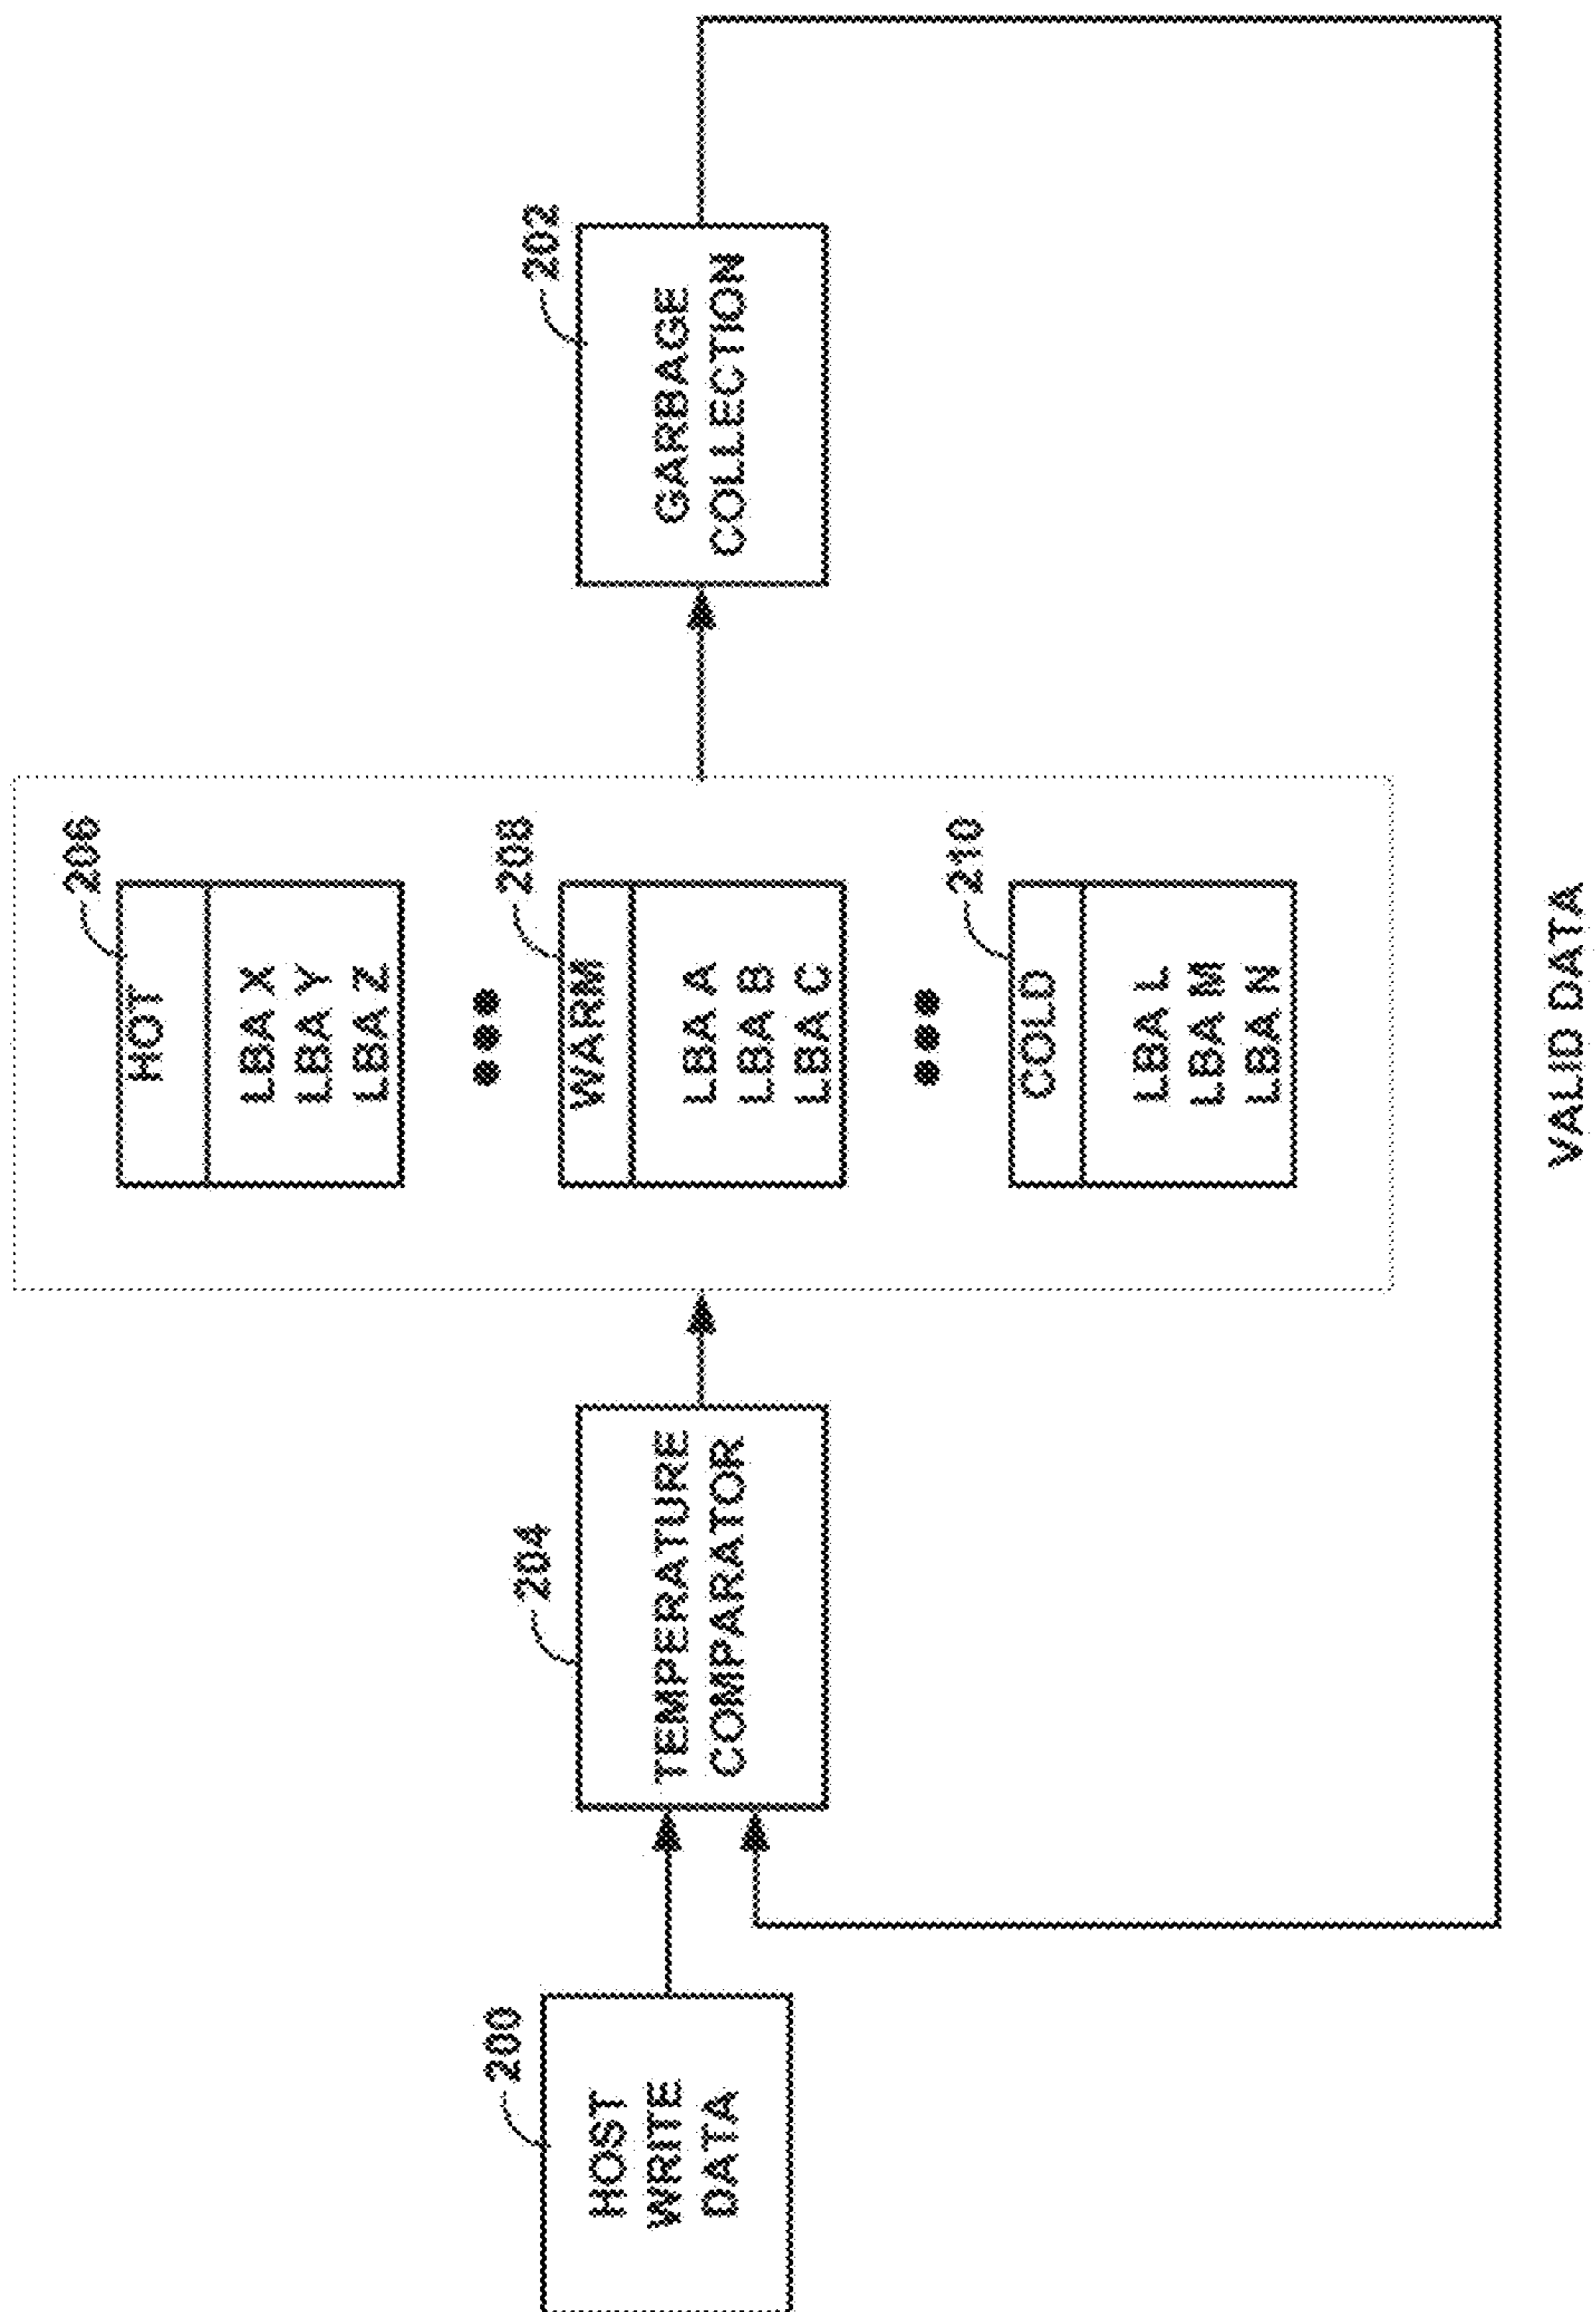 200
HOST
WRITE
DATA
204
TEMPERATURE
COMPARATOR
206
HOT
LBA X
LBA Y
LBA Z
208
WARM
LBA A
LBA B
LBA C
210
COLD
LBA L
LBA M
LBA N
202
GARBAGE
COLLECTION
VALID DATA